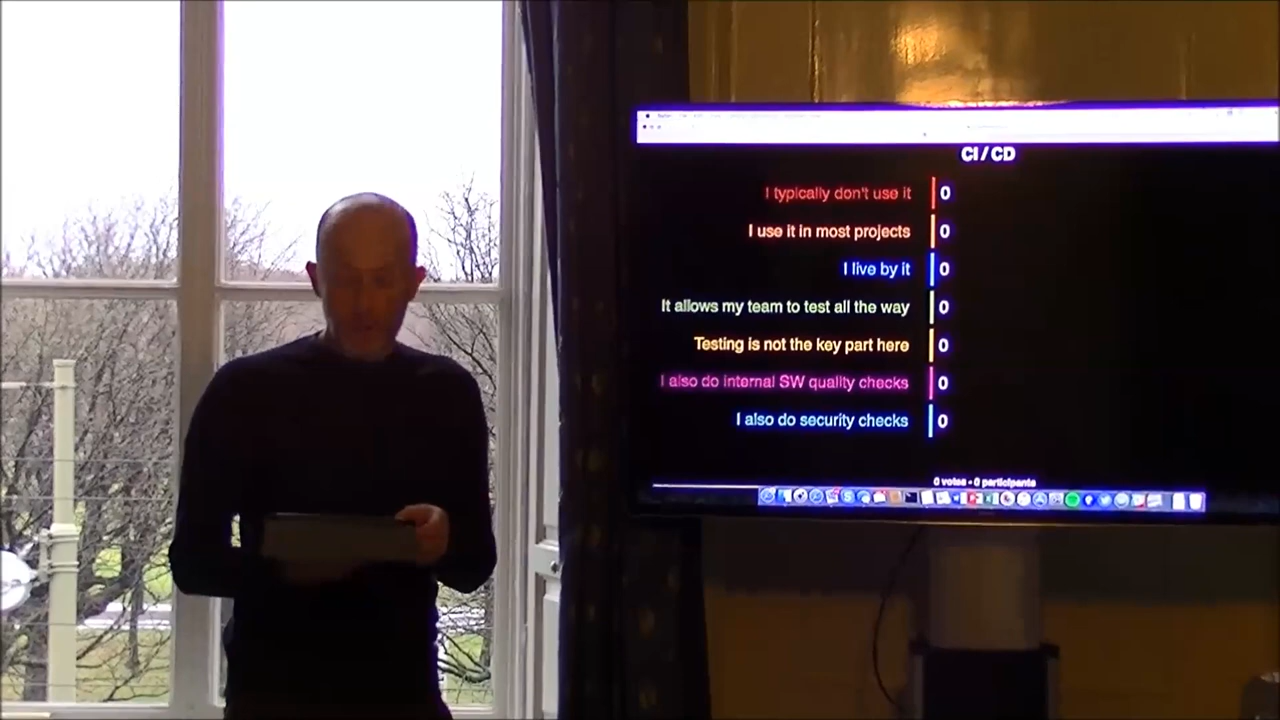 CI / CD
I typically don't use it 0
I use it in most projects 0
I live by it 0
It allows my team to test all the way 0
Testing is not the key part here 0
I also do internal SW quality checks 0
I also do security checks 0
0 votes - 0 participants